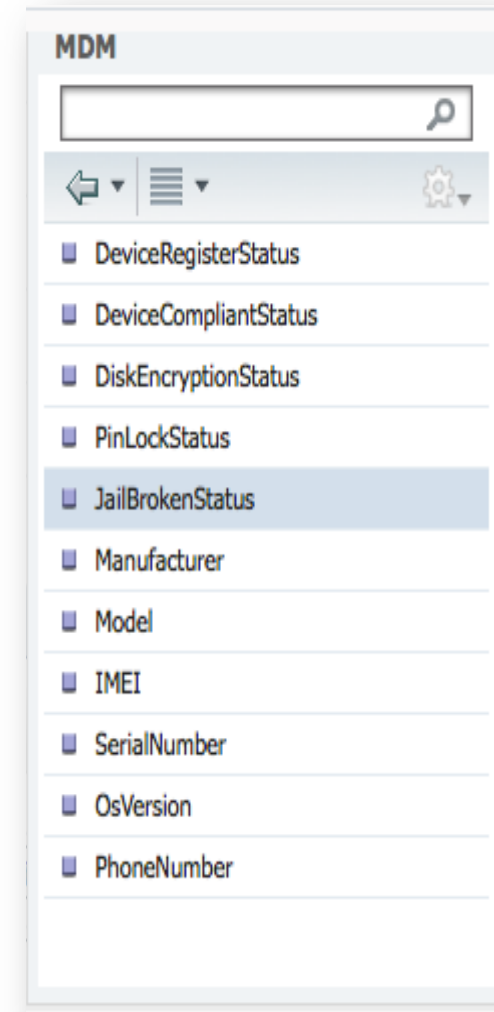 MDM
DeviceRegisterStatus
DeviceCompliantStatus
DiskEncryptionStatus
PinLockStatus
JailBrokenStatus
Manufacturer
Model
IMEI
SerialNumber
OsVersion
PhoneNumber